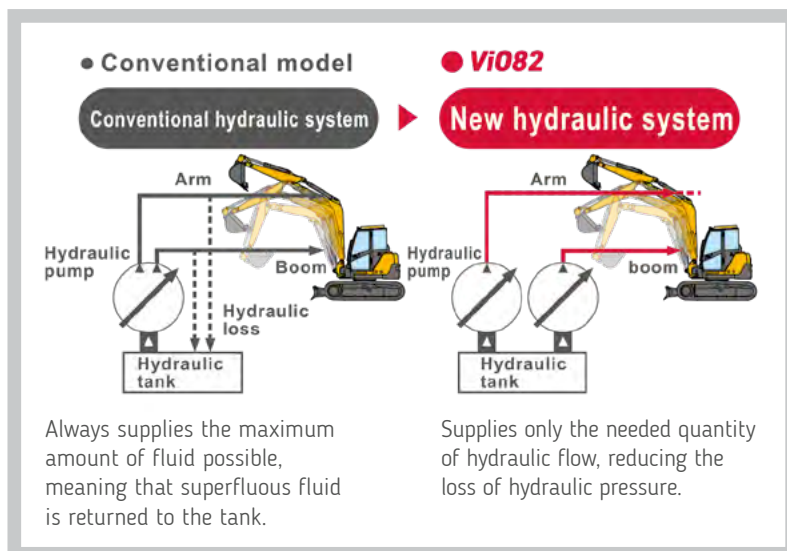 • Conventional model
Conventional hydraulic system
Arm
Hydraulic
pump
Boom
Hydraulic
loss
Hydraulic
tank
Always supplies the maximum
amount of fluid possible,
meaning that superfluous fluid
is returned to the tank.
● ViO82
New hydraulic system
Arm
Hydraulic
pump
boom
Hydraulic
tank
Supplies only the needed quantity
of hydraulic flow, reducing the
loss of hydraulic pressure.